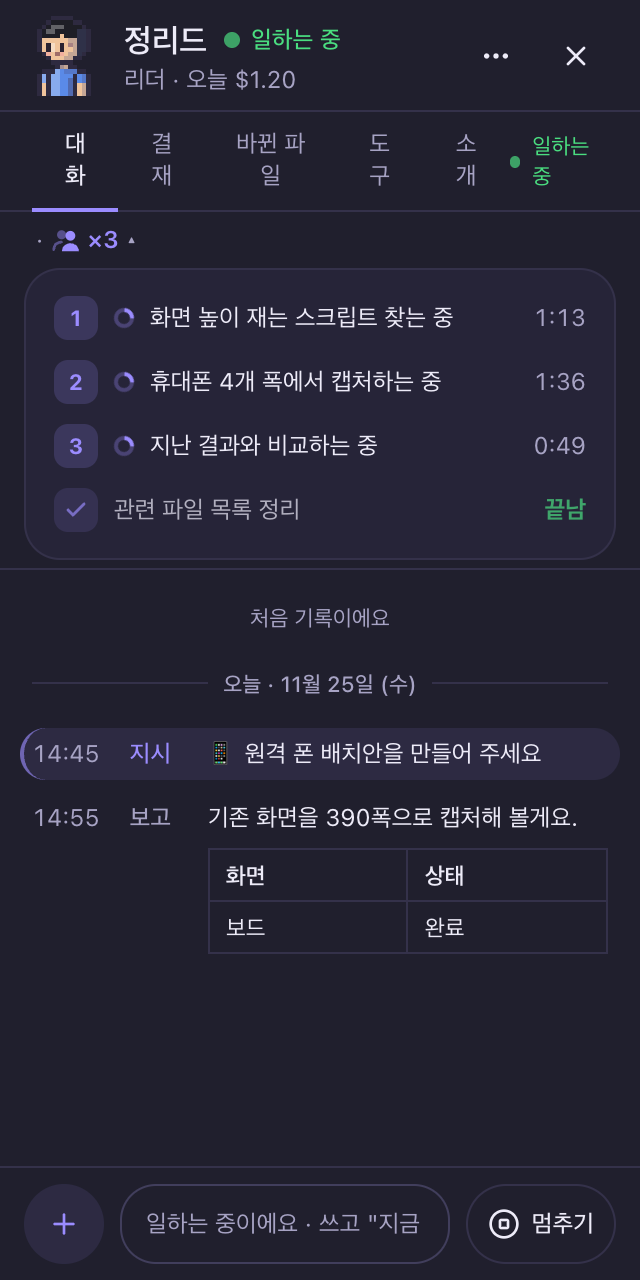 정리드 일하는 중
리더 · 오늘 $1.20
대화 결재 바뀐 파일 도구 소개 일하는 중
· ×3 ▴
1 화면 높이 재는 스크립트 찾는 중 1:13
2 휴대폰 4개 폭에서 캡처하는 중 1:36
3 지난 결과와 비교하는 중 0:49
관련 파일 목록 정리 끝남
처음 기록이에요
오늘 · 11월 25일 (수)
14:45 지시 📱 원격 폰 배치안을 만들어 주세요
14:55 보고 기존 화면을 390폭으로 캡처해 볼게요.
화면 상태
보드 완료
일하는 중이에요 · 쓰고 "지금 멈추기